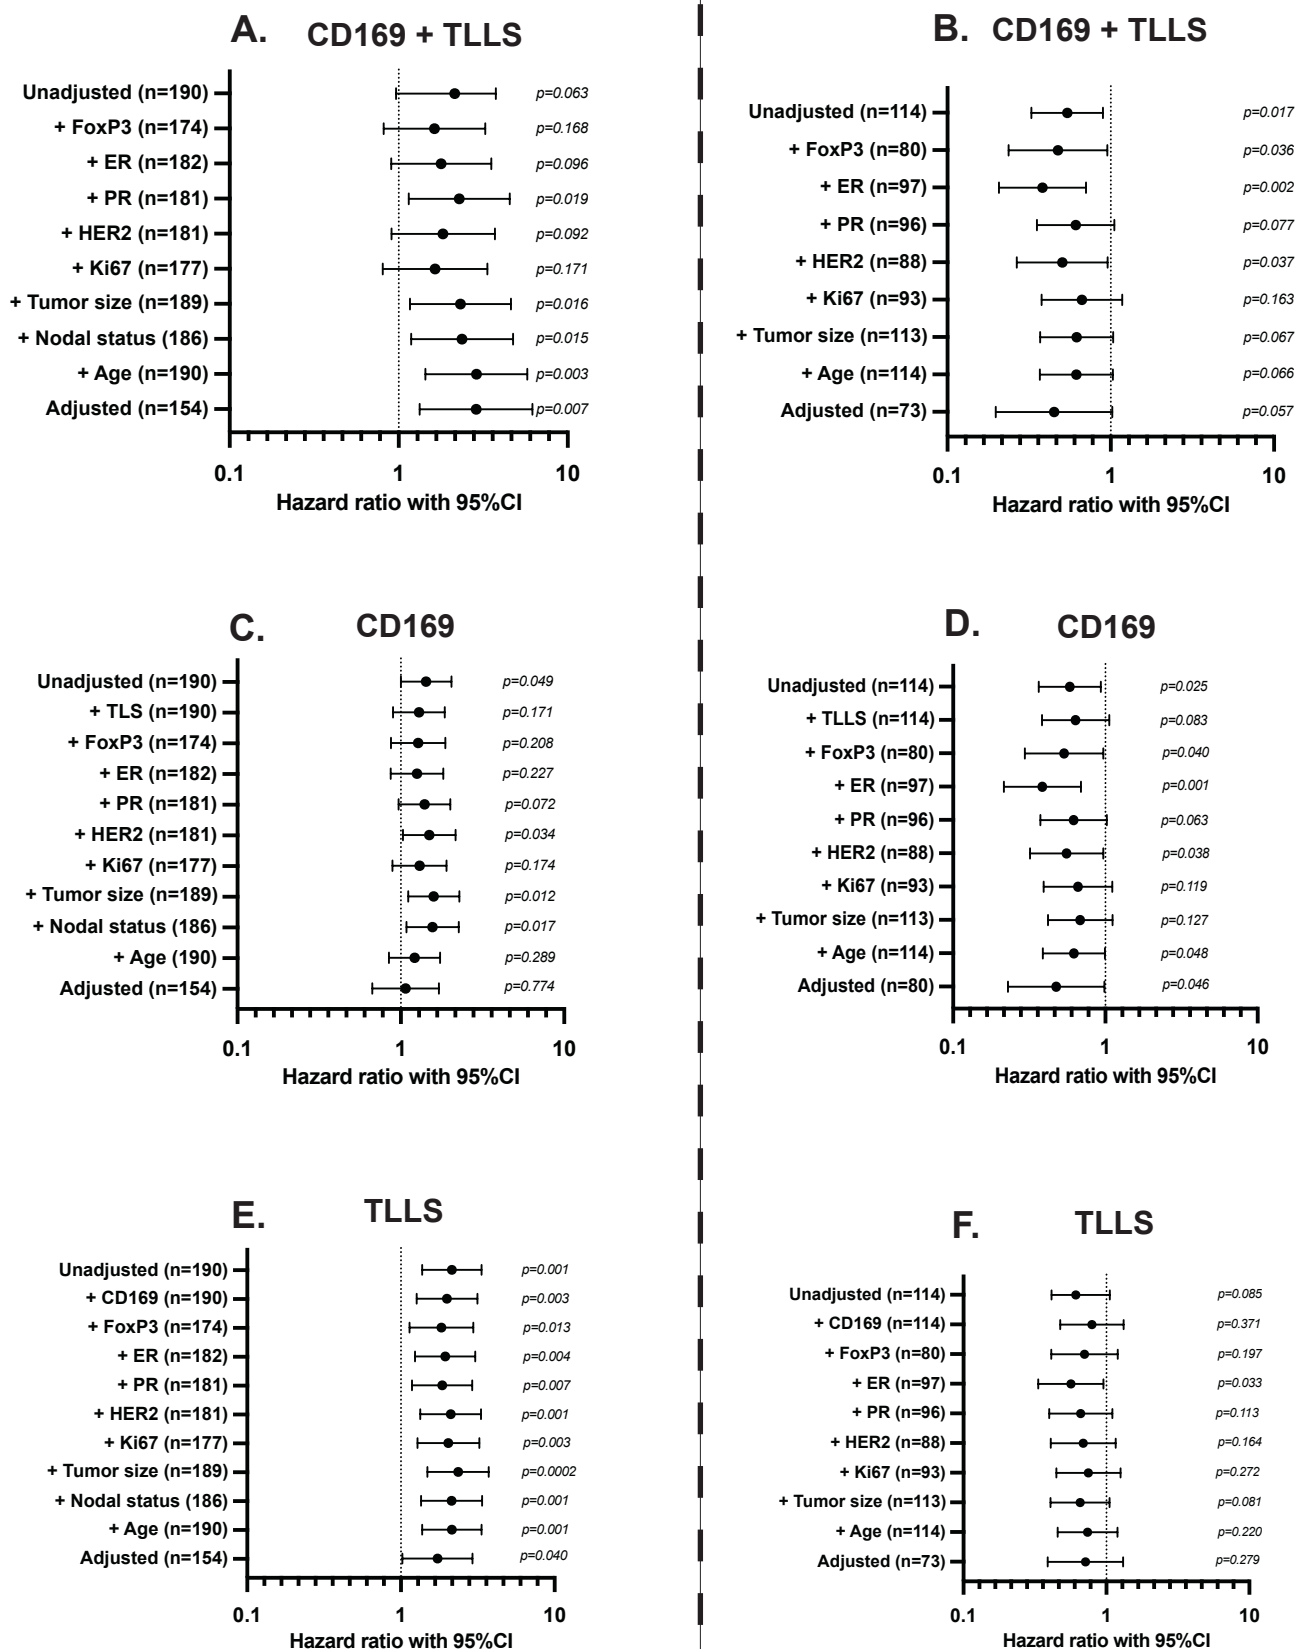 A. CD169 + TLLS
Unadjusted (n=190) p=0.063
+ FoxP3 (n=174) p=0.168
+ ER (n=182) p=0.096
+ PR (n=181) p=0.019
+ HER2 (n=181) p=0.092
+ Ki67 (n=177) p=0.171
+ Tumor size (n=189) p=0.016
+ Nodal status (186) p=0.015
+ Age (n=190) p=0.003
Adjusted (n=154) p=0.007
0.1 1 10
Hazard ratio with 95%CI
B. CD169 + TLLS
Unadjusted (n=114) p=0.017
+ FoxP3 (n=80) p=0.036
+ ER (n=97) p=0.002
+ PR (n=96) p=0.077
+ HER2 (n=88) p=0.037
+ Ki67 (n=93) p=0.163
+ Tumor size (n=113) p=0.067
+ Age (n=114) p=0.066
Adjusted (n=73) p=0.057
0.1 1 10
Hazard ratio with 95%CI
C. CD169
Unadjusted (n=190) p=0.049
+ TLS (n=190) p=0.171
+ FoxP3 (n=174) p=0.208
+ ER (n=182) p=0.227
+ PR (n=181) p=0.072
+ HER2 (n=181) p=0.034
+ Ki67 (n=177) p=0.174
+ Tumor size (n=189) p=0.012
+ Nodal status (186) p=0.017
+ Age (190) p=0.289
Adjusted (n=154) p=0.774
0.1 1 10
Hazard ratio with 95%CI
D. CD169
Unadjusted (n=114) p=0.025
+ TLLS (n=114) p=0.083
+ FoxP3 (n=80) p=0.040
+ ER (n=97) p=0.001
+ PR (n=96) p=0.063
+ HER2 (n=88) p=0.038
+ Ki67 (n=93) p=0.119
+ Tumor size (n=113) p=0.127
+ Age (n=114) p=0.048
Adjusted (n=80) p=0.046
0.1 1 10
Hazard ratio with 95%CI
E. TLLS
Unadjusted (n=190) p=0.001
+ CD169 (n=190) p=0.003
+ FoxP3 (n=174) p=0.013
+ ER (n=182) p=0.004
+ PR (n=181) p=0.007
+ HER2 (n=181) p=0.001
+ Ki67 (n=177) p=0.003
+ Tumor size (n=189) p=0.0002
+ Nodal status (186) p=0.001
+ Age (n=190) p=0.001
Adjusted (n=154) p=0.040
0.1 1 10
Hazard ratio with 95%CI
F. TLLS
Unadjusted (n=114) p=0.085
+ CD169 (n=114) p=0.371
+ FoxP3 (n=80) p=0.197
+ ER (n=97) p=0.033
+ PR (n=96) p=0.113
+ HER2 (n=88) p=0.164
+ Ki67 (n=93) p=0.272
+ Tumor size (n=113) p=0.081
+ Age (n=114) p=0.220
Adjusted (n=73) p=0.279
0.1 1 10
Hazard ratio with 95%CI